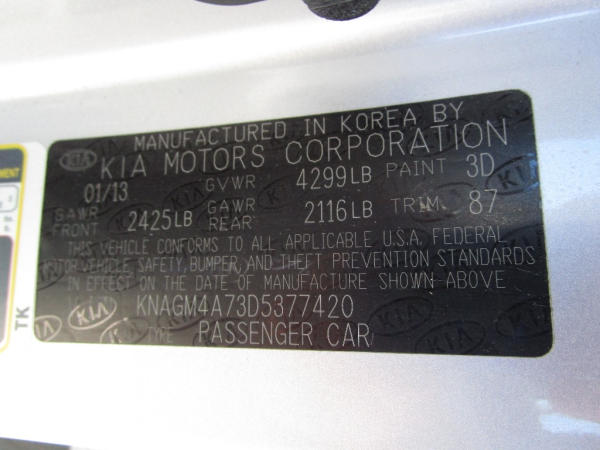 MANUFACTURED IN KOREA BY
KIA KIA MOTORS CORPORATION
01/13 GVWR 4299LB PAINT 3D
GAWR FRONT 2425LB GAWR REAR 2116LB TRIM 87
THIS VEHICLE CONFORMS TO ALL APPLICABLE U.S.A. FEDERAL
MOTOR VEHICLE SAFETY, BUMPER, AND THEFT PREVENTION STANDARDS
IN EFFECT ON THE DATE OF MANUFACTURE SHOWN ABOVE
KNAGM4A73D5377420
TYPE PASSENGER CAR
TK